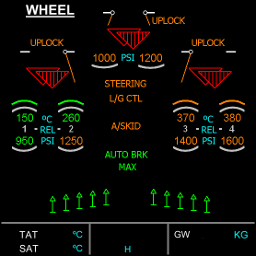 WHEEL
UPLOCK
UPLOCK UPLOCK
1000 PSI 1200
STEERING
L/G CTL
150 °C 260 370 °C 380
1 REL 2 3 REL 4
950 PSI 1250 1400 PSI 1600
A/SKID
AUTO BRK
MAX
TAT °C GW KG
SAT °C H